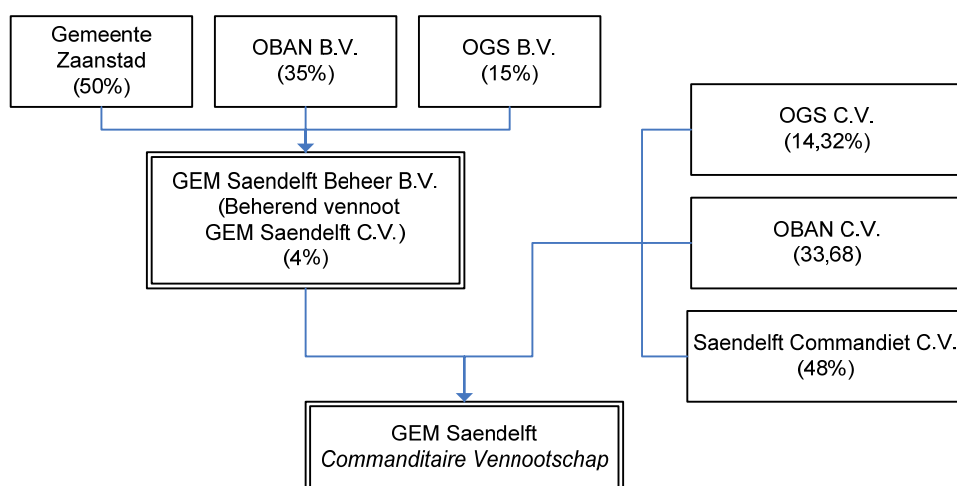 Gemeente
Zaanstad
(50%)
OBAN B.V.
(35%)
OGS B.V.
(15%)
GEM Saendelft Beheer B.V.
(Beherend vennoot
GEM Saendelft C.V.)
(4%)
OGS C.V.
(14,32%)
OBAN C.V.
(33,68)
Saendelft Commandiet C.V.
(48%)
GEM Saendelft
Commanditaire Vennootschap